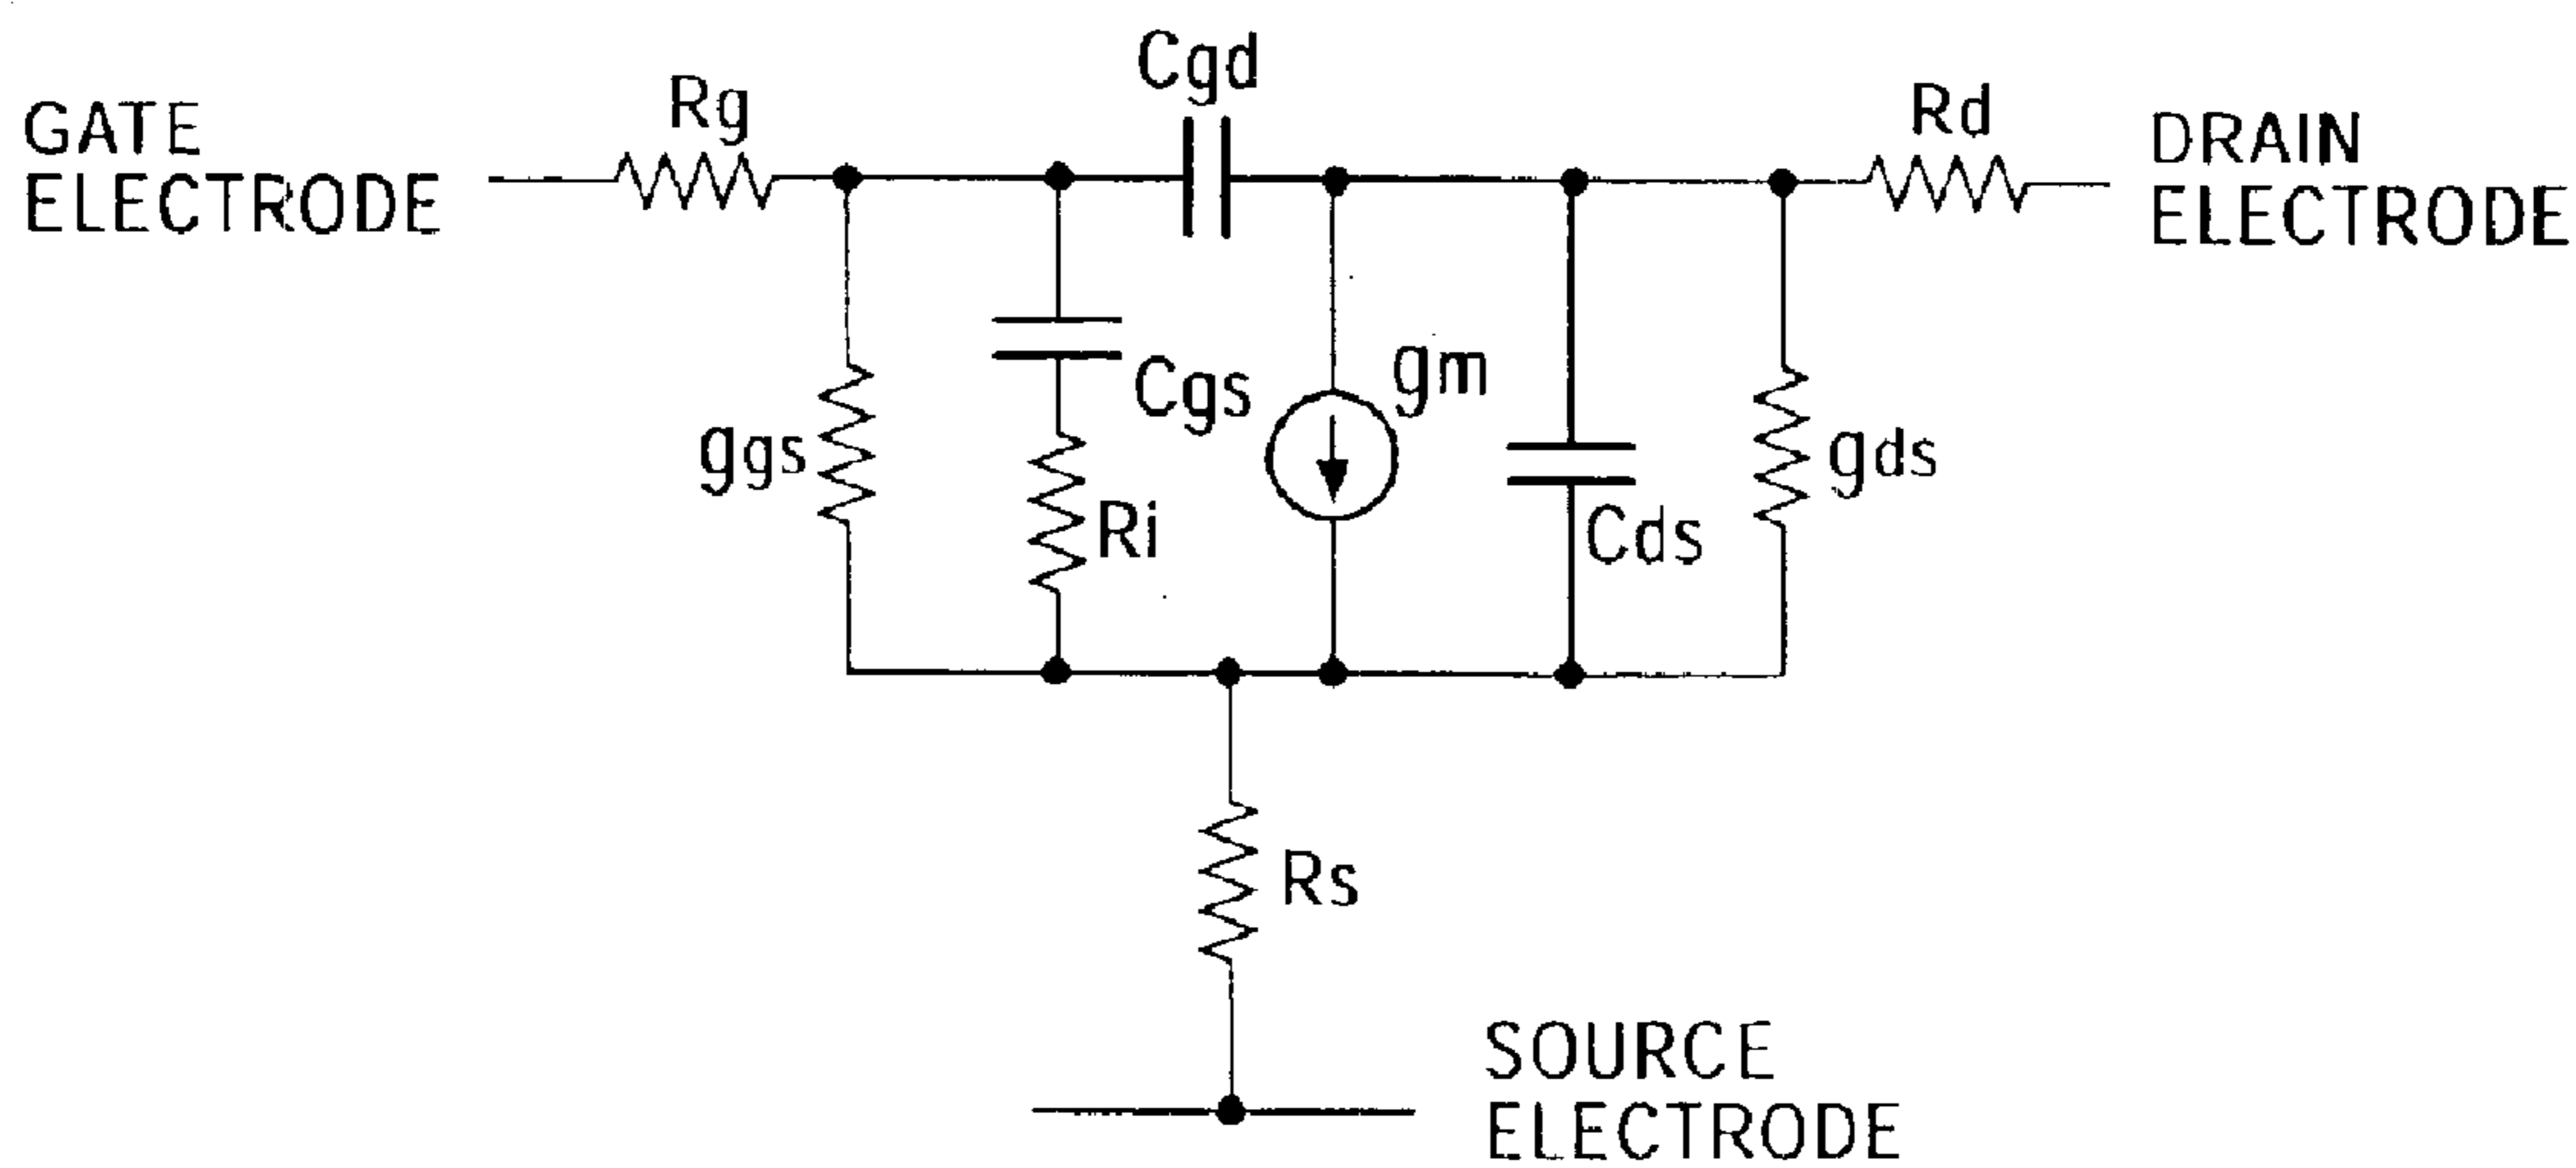 Cgd
GATE
ELECTRODE
Rg
Rd
DRAIN
ELECTRODE
ggs
Cgs
Ri
gm
Cds
gds
Rs
SOURCE
ELECTRODE